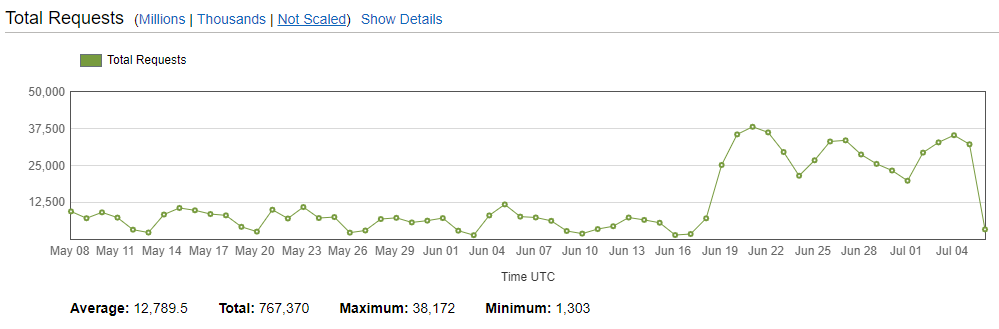 Total Requests (Millions | Thousands | Not Scaled) Show Details
Total Requests
50,000
37,500
25,000
12,500
May 08 May 11 May 14 May 17 May 20 May 23 May 26 May 29 Jun 01 Jun 04 Jun 07 Jun 10 Jun 13 Jun 16 Jun 19 Jun 22 Jun 25 Jun 28 Jul 01 Jul 04
Time UTC
Average: 12,789.5 Total: 767,370 Maximum: 38,172 Minimum: 1,303